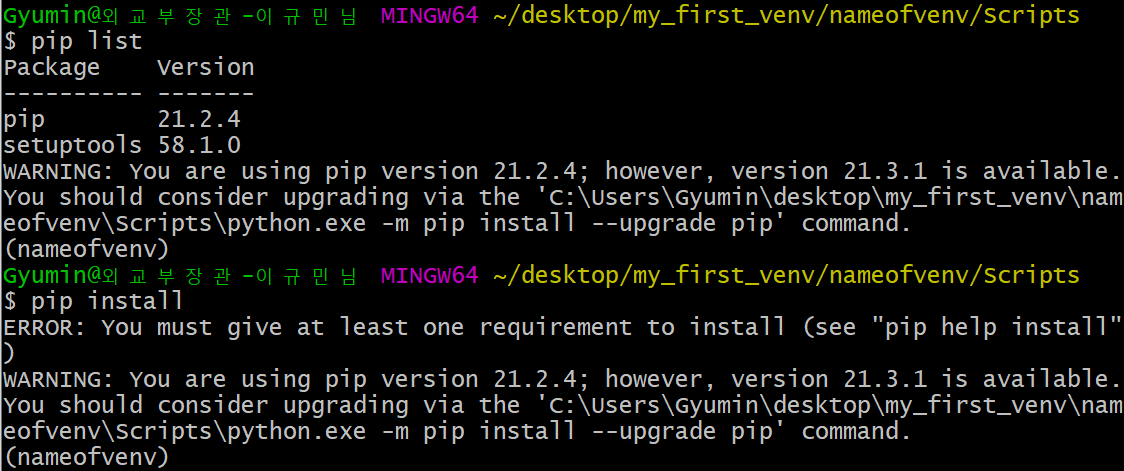 Gyumin@외교부장관-이규민님 MINGW64 ~/desktop/my_first_venv/nameofvenv/Scripts
$ pip list
Package    Version
---------- -------
pip        21.2.4
setuptools 58.1.0
WARNING: You are using pip version 21.2.4; however, version 21.3.1 is available.
You should consider upgrading via the 'C:\Users\Gyumin\desktop\my_first_venv\nam
eofvenv\Scripts\python.exe -m pip install --upgrade pip' command.
(nameofvenv)
Gyumin@외교부장관-이규민님 MINGW64 ~/desktop/my_first_venv/nameofvenv/Scripts
$ pip install
ERROR: You must give at least one requirement to install (see "pip help install"
)
WARNING: You are using pip version 21.2.4; however, version 21.3.1 is available.
You should consider upgrading via the 'C:\Users\Gyumin\desktop\my_first_venv\nam
eofvenv\Scripts\python.exe -m pip install --upgrade pip' command.
(nameofvenv)